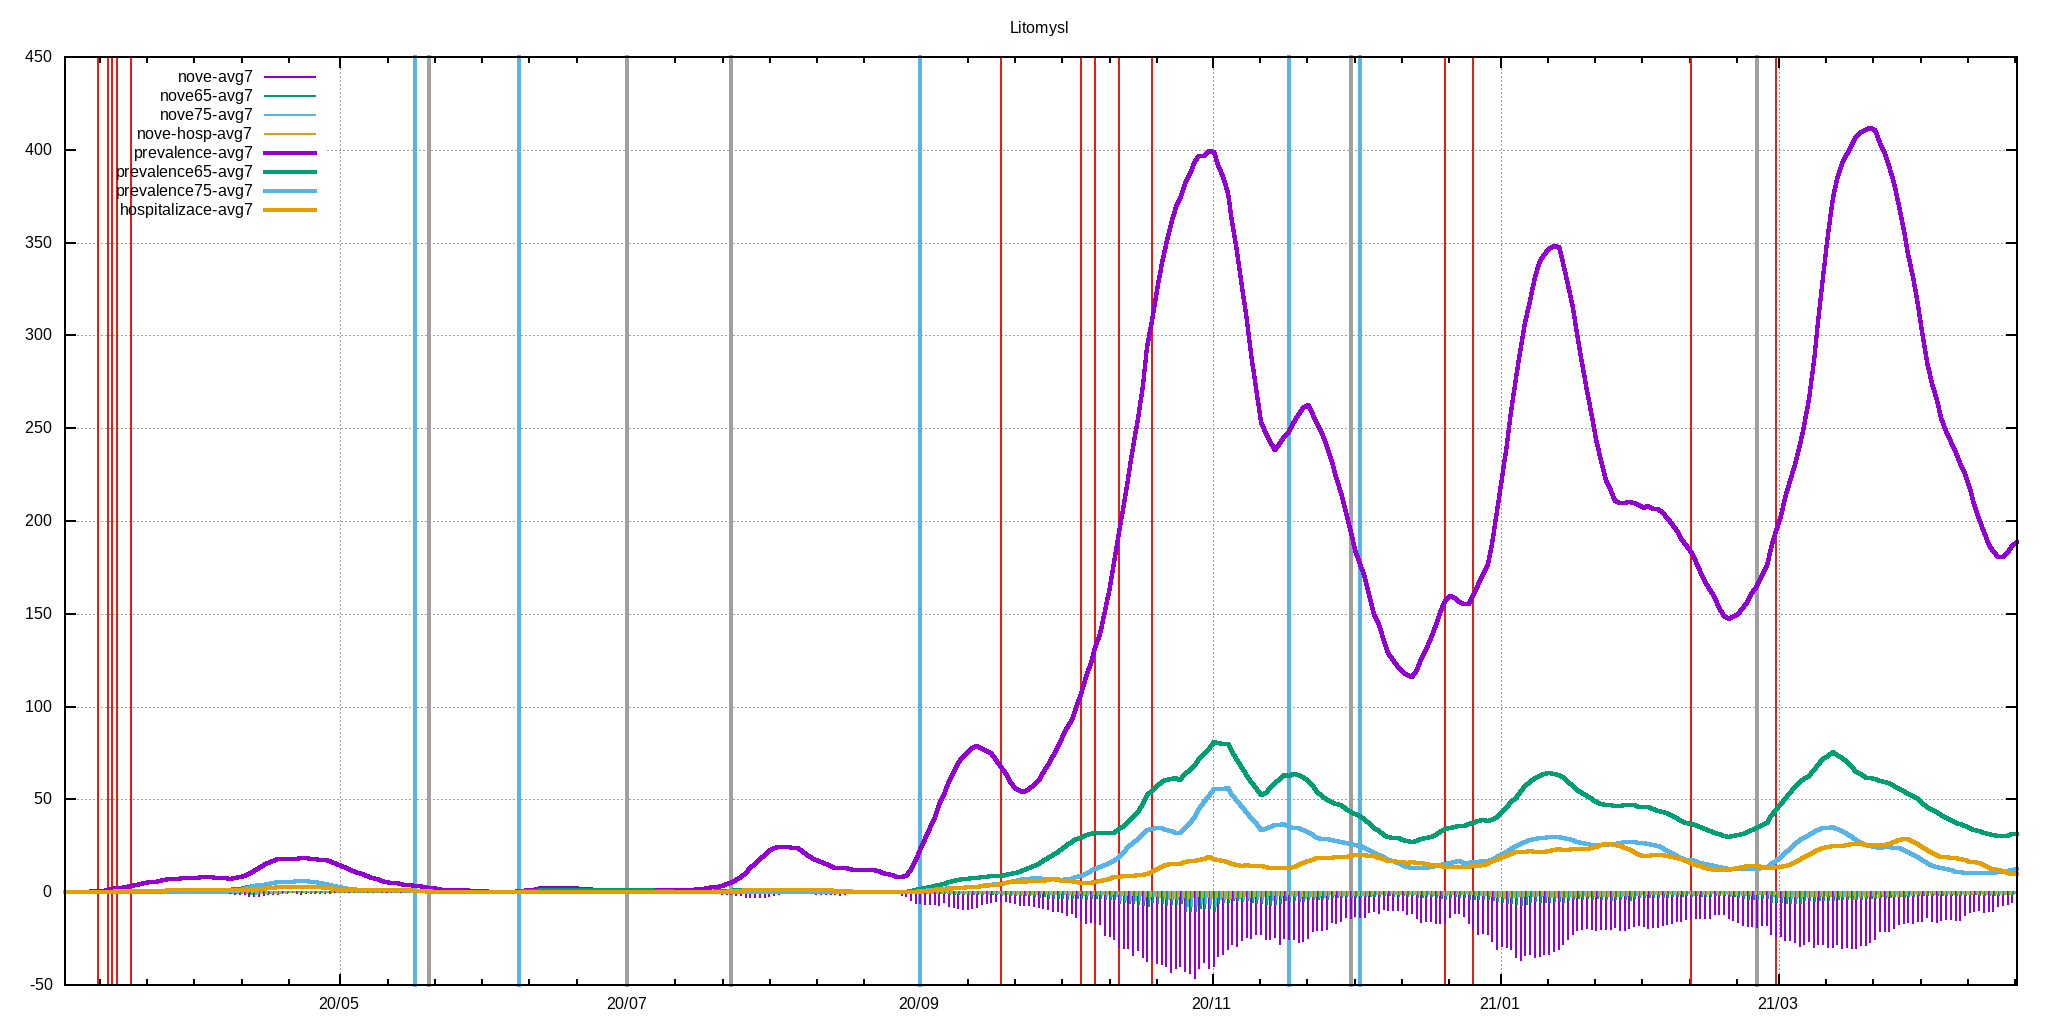 Litomysl
450
400
350
300
250
200
150
100
50
0
-50
nove-avg7
nove65-avg7
nove75-avg7
nove-hosp-avg7
prevalence-avg7
prevalence65-avg7
prevalence75-avg7
hospitalizace-avg7
20/05 20/07 20/09 20/11 21/01 21/03